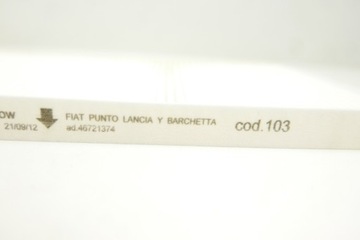 OW
21/09/12
FIAT PUNTO LANCIA Y BARCHETTA
ad.46721374
cod.103